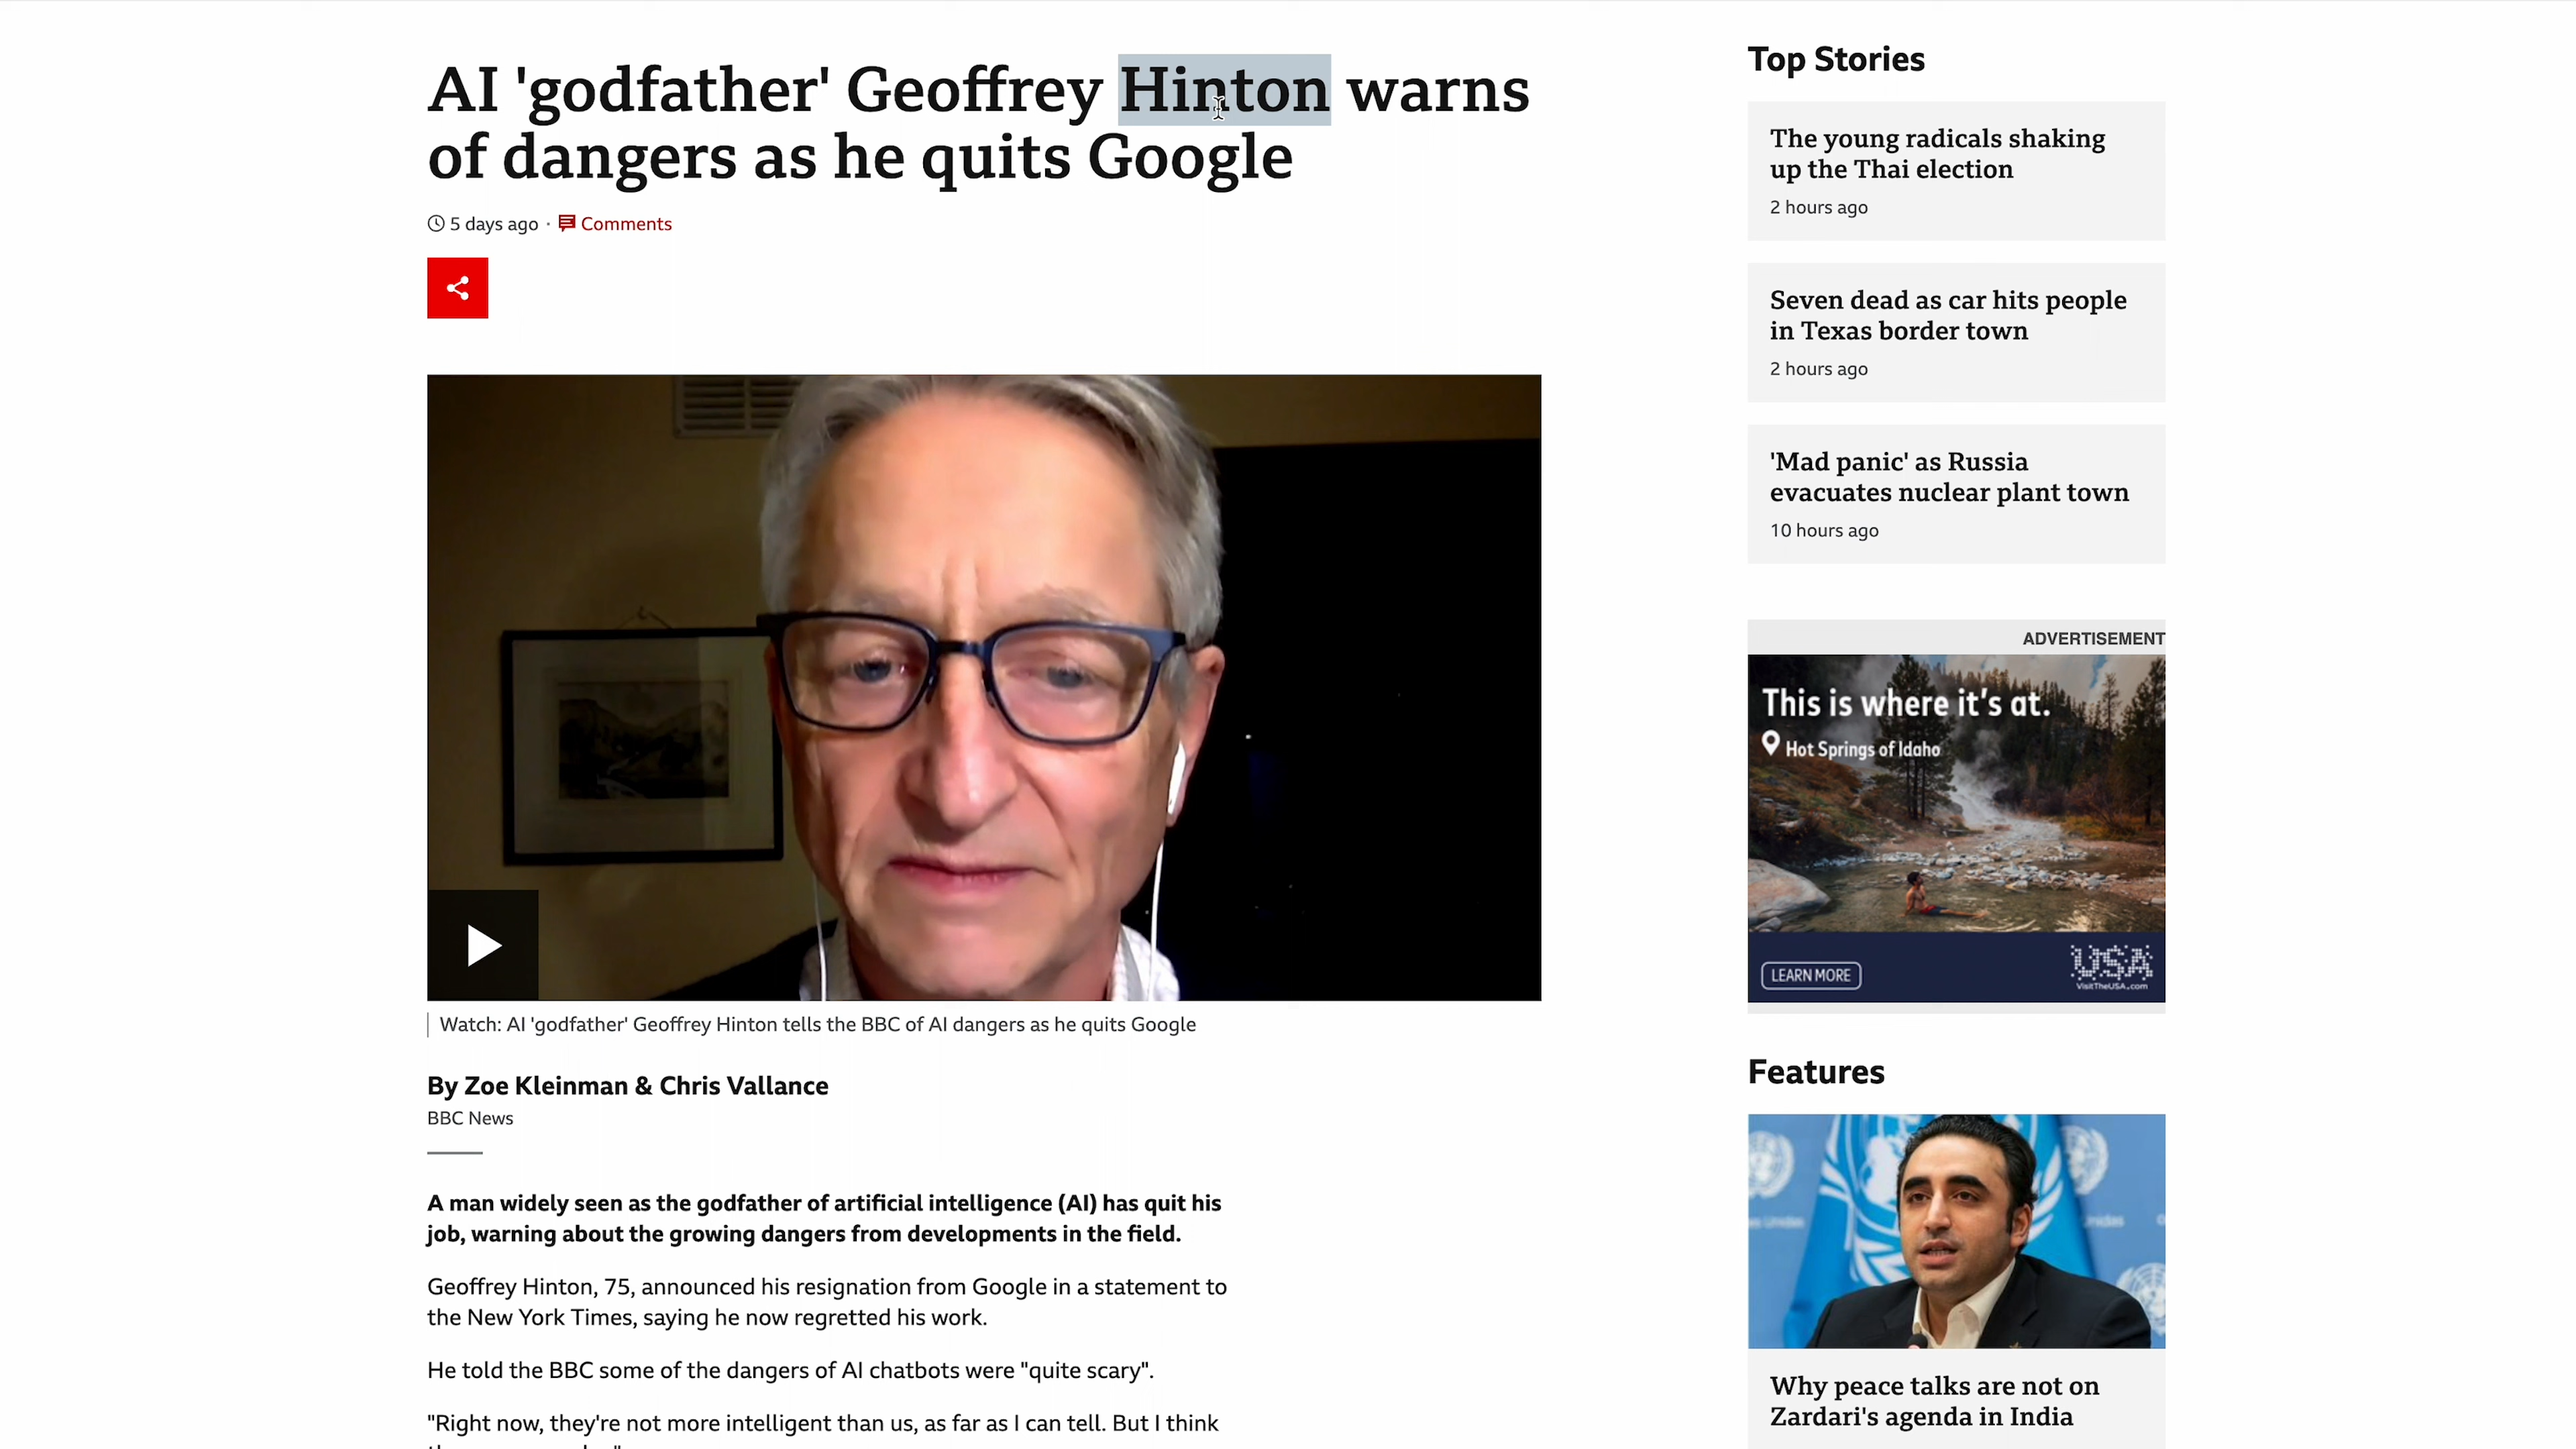 AI 'godfather' Geoffrey Hinton warns
of dangers as he quits Google
5 days ago · Comments
Watch: AI 'godfather' Geoffrey Hinton tells the BBC of AI dangers as he quits Google
By Zoe Kleinman & Chris Vallance
BBC News
A man widely seen as the godfather of artificial intelligence (AI) has quit his
job, warning about the growing dangers from developments in the field.
Geoffrey Hinton, 75, announced his resignation from Google in a statement to
the New York Times, saying he now regretted his work.
He told the BBC some of the dangers of AI chatbots were "quite scary".
"Right now, they're not more intelligent than us, as far as I can tell. But I think
Top Stories
The young radicals shaking
up the Thai election
2 hours ago
Seven dead as car hits people
in Texas border town
2 hours ago
'Mad panic' as Russia
evacuates nuclear plant town
10 hours ago
ADVERTISEMENT
This is where it's at.
Hot Springs of Idaho
LEARN MORE
USA
VisitTheUSA.com
Features
Why peace talks are not on
Zardari's agenda in India